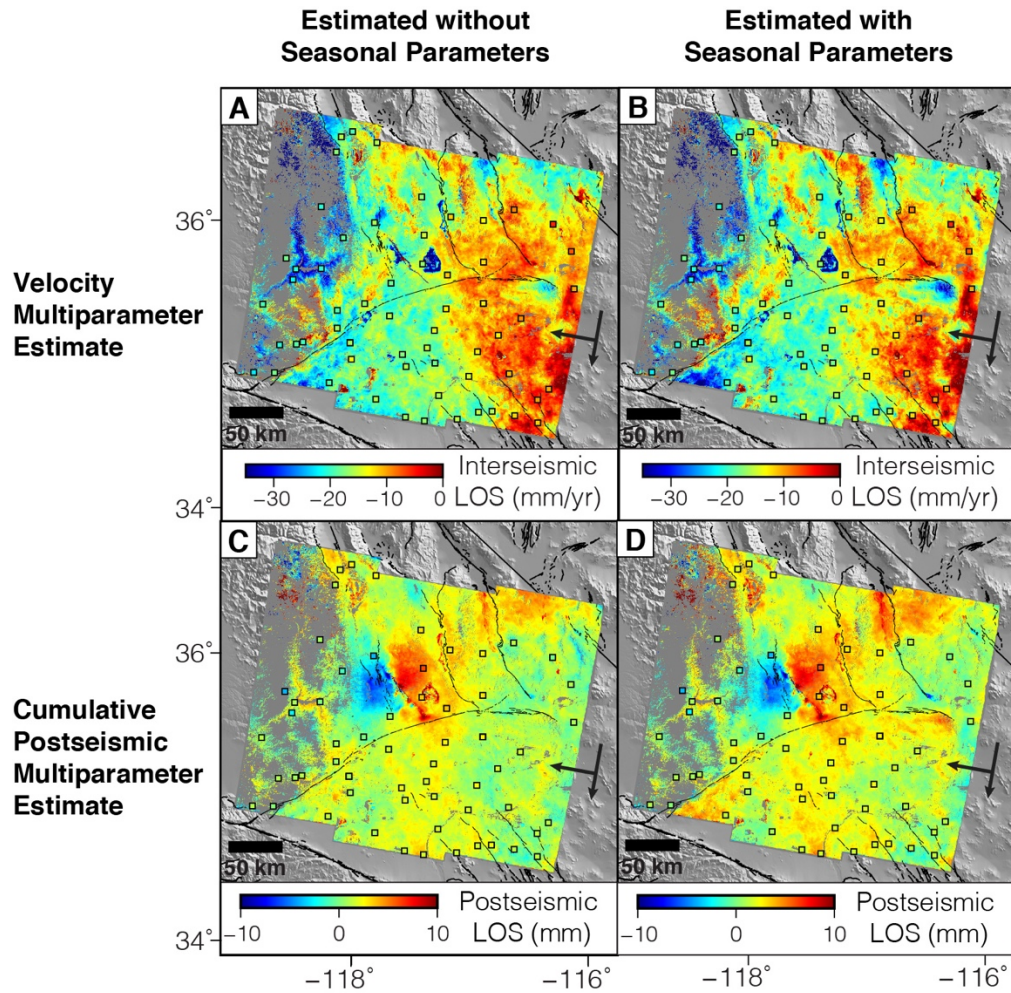 Estimated without
Seasonal Parameters
Estimated with
Seasonal Parameters
Velocity
Multiparameter
Estimate
A
36°
50 km
Interseismic
LOS (mm/yr)
−30
−20
−10
0
34°
B
50 km
Interseismic
LOS (mm/yr)
−30
−20
−10
0
Cumulative
Postseismic
Multiparameter
Estimate
C
36°
50 km
Postseismic
LOS (mm)
−10
0
10
34°
−118°
−116°
D
50 km
Postseismic
LOS (mm)
−10
0
10
−118°
−116°